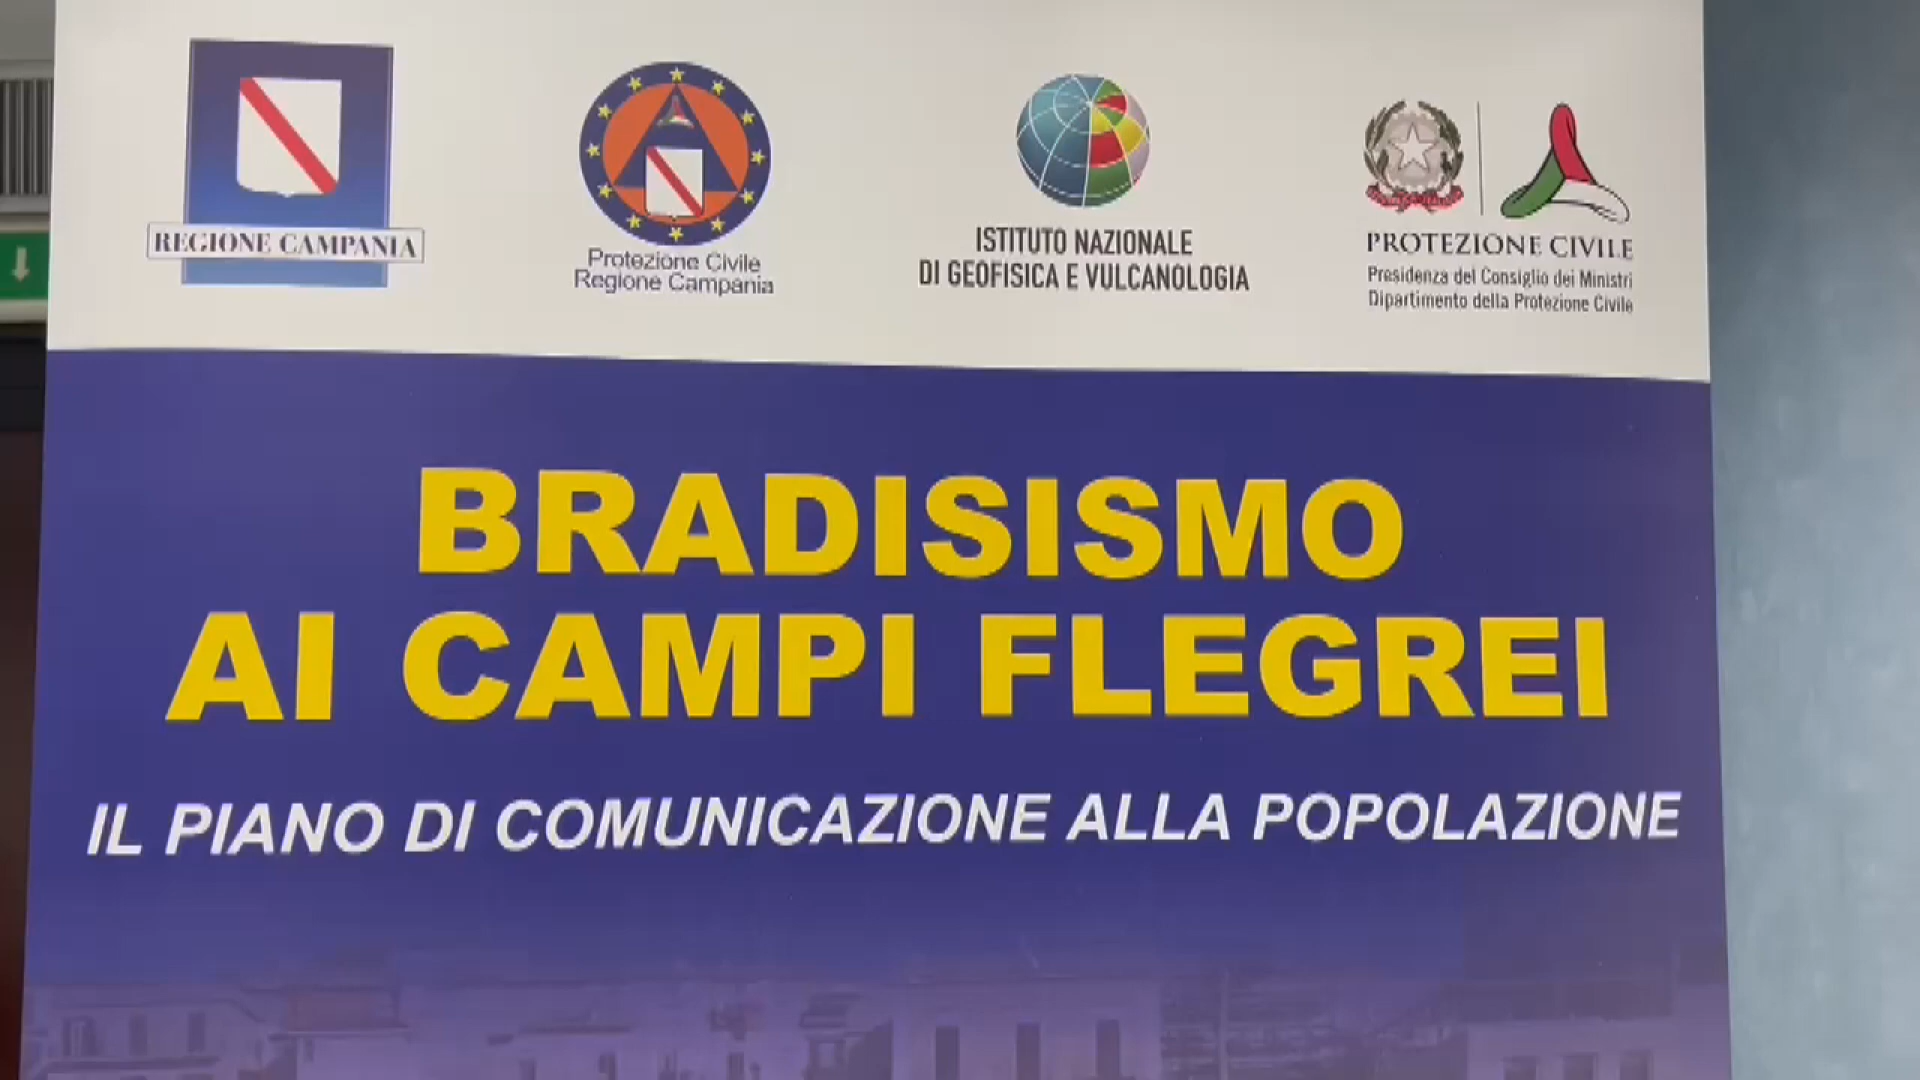 REGIONE CAMPANIA
Protezione Civile
Regione Campania
ISTITUTO NAZIONALE
DI GEOFISICA E VULCANOLOGIA
PROTEZIONE CIVILE
Presidenza del Consiglio dei Ministri
Dipartimento della Protezione Civile
BRADISISMO
AI CAMPI FLEGREI
IL PIANO DI COMUNICAZIONE ALLA POPOLAZIONE